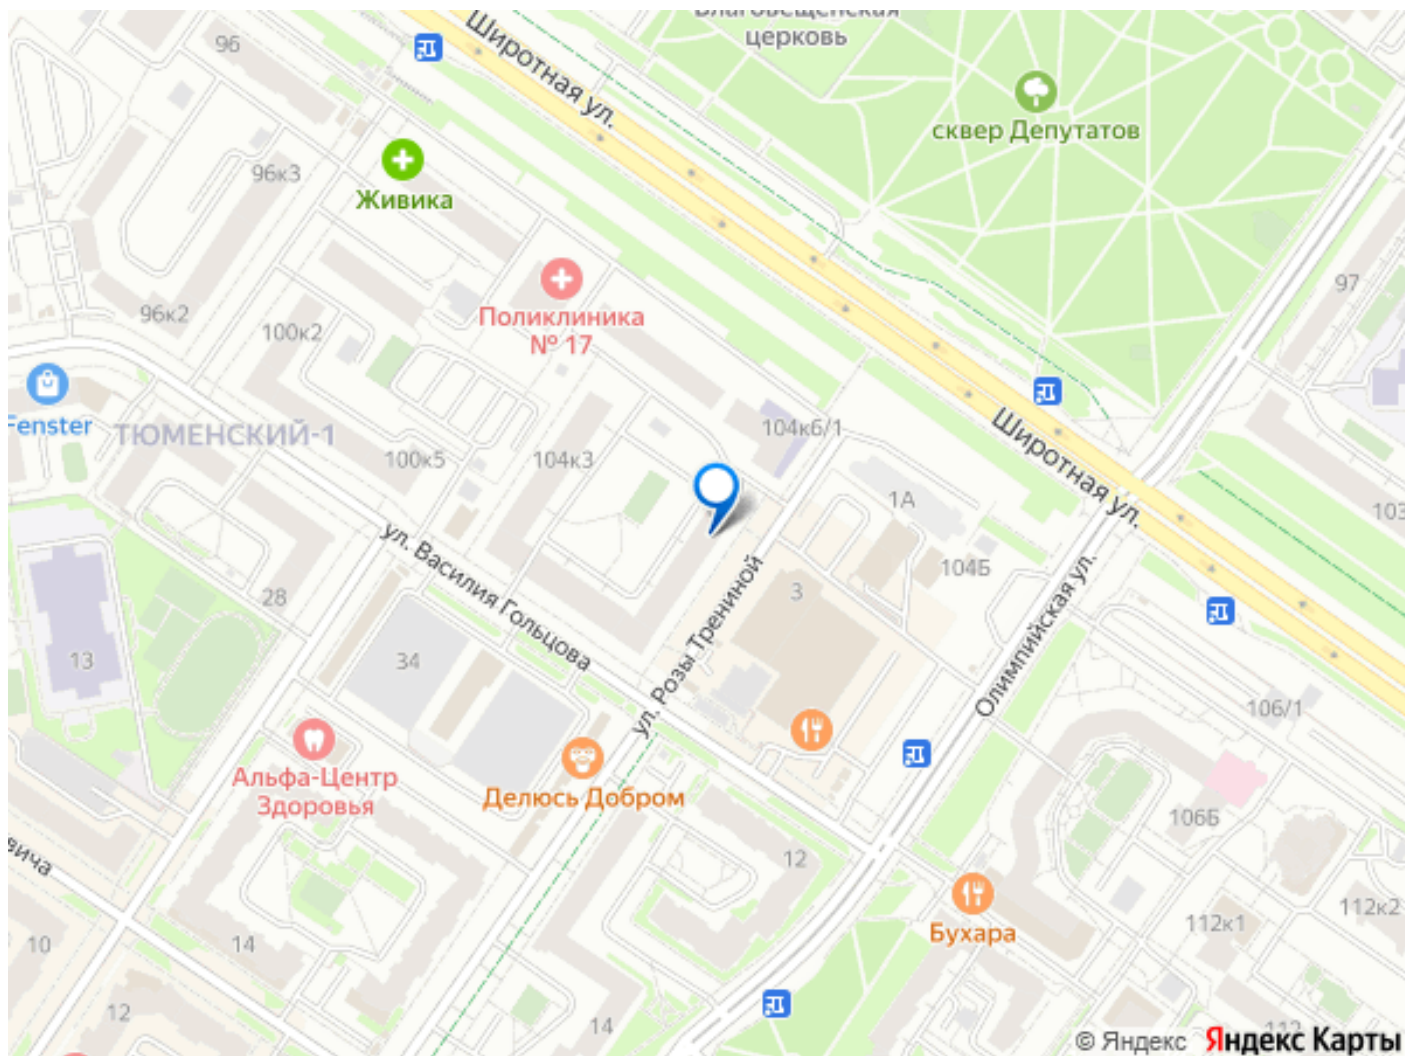 Благовещенская
церковь
96
Широтная ул.
сквер Депутатов
96к3
Живика
97
96к2
100к2
Поликлиника
№ 17
Fenster
ТЮМЕНСКИЙ-1
104к6/1
Широтная ул.
100к5
104к3
1А
103
104Б
ул. Василия Гольцова
ул. Розы Трениной
Олимпийская ул.
28
3
13
34
106/1
Альфа-Центр
Здоровья
Делюсь Добром
106Б
вича
12
Бухара
112к1
112к2
10
14
12
14
112
© Яндекс Яндекс Карты